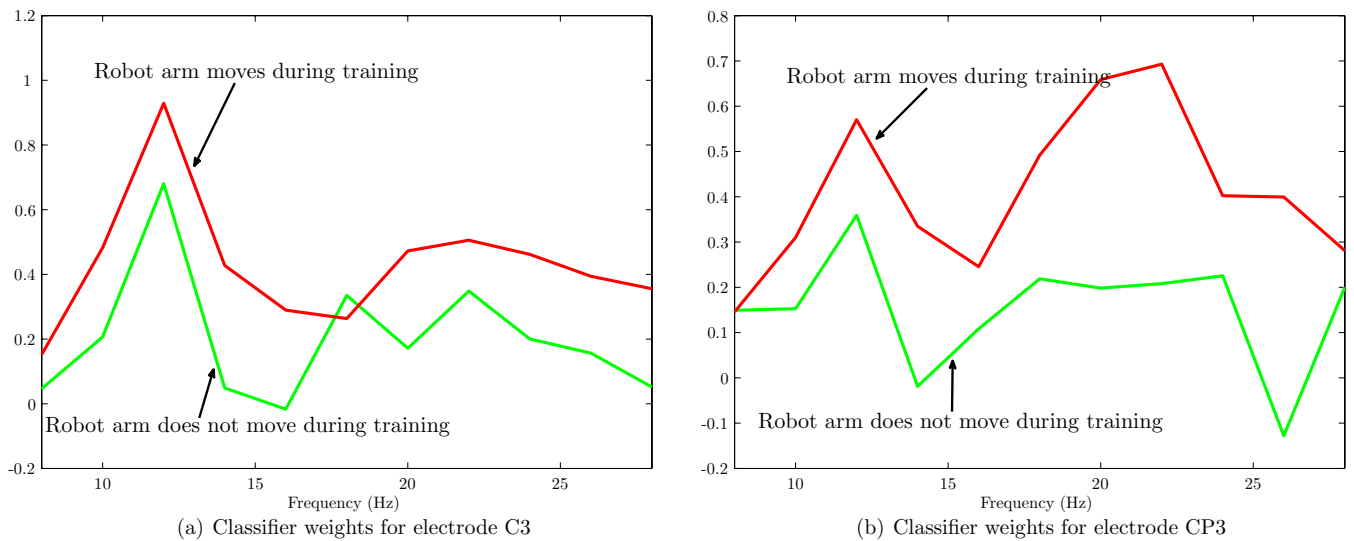 1.2
1
0.8
0.6
0.4
0.2
0
-0.2
Robot arm moves during training
Robot arm does not move during training
10 15 20 25
Frequency (Hz)
(a) Classifier weights for electrode C3
0.8
0.7
0.6
0.5
0.4
0.3
0.2
0.1
0
-0.1
-0.2
Robot arm moves during training
Robot arm does not move during training
10 15 20 25
Frequency (Hz)
(b) Classifier weights for electrode CP3